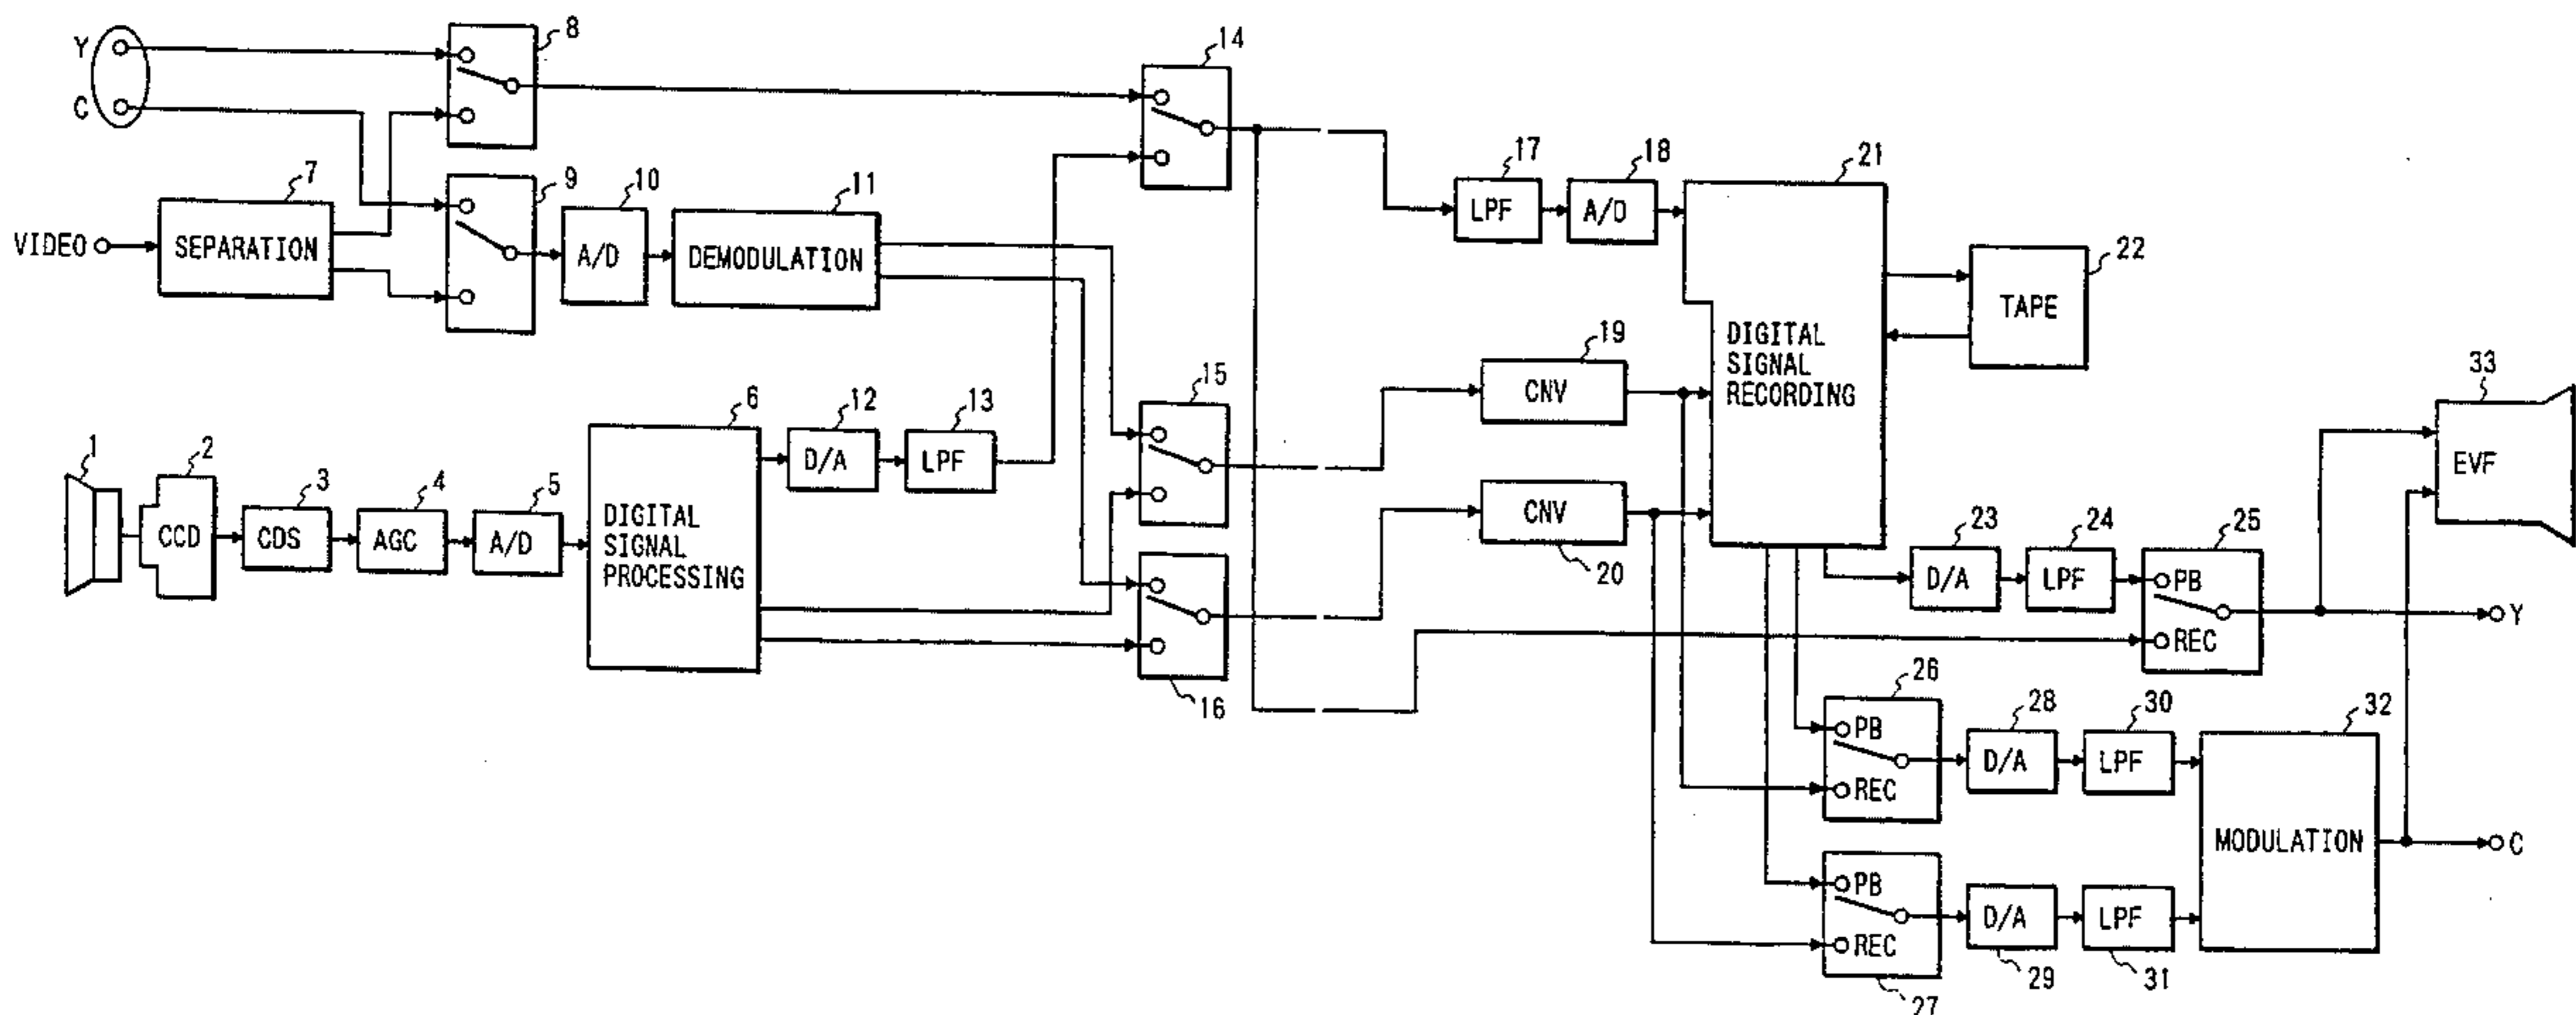 Y
C
8
14
7
VIDEO
SEPARATION
9
10
A/D
11
DEMODULATION
17
LPF
18
A/D
21
DIGITAL
SIGNAL
RECORDING
22
TAPE
1
2
CCD
3
CDS
4
AGC
5
A/D
6
DIGITAL
SIGNAL
PROCESSING
12
D/A
13
LPF
15
16
19
CNV
CNV
20
23
D/A
24
LPF
25
PB
REC
33
EVF
Y
26
PB
REC
28
D/A
30
LPF
32
MODULATION
C
PB
REC
27
D/A
29
LPF
31